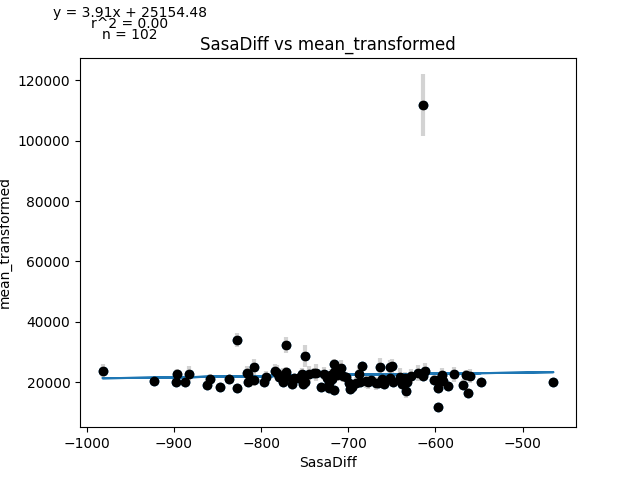 y = 3.91x + 25154.48
r^2 = 0.00
n = 102
SasaDiff vs mean_transformed
120000
100000
80000
60000
40000
20000
mean_transformed
−1000
−900
−800
−700
−600
−500
SasaDiff